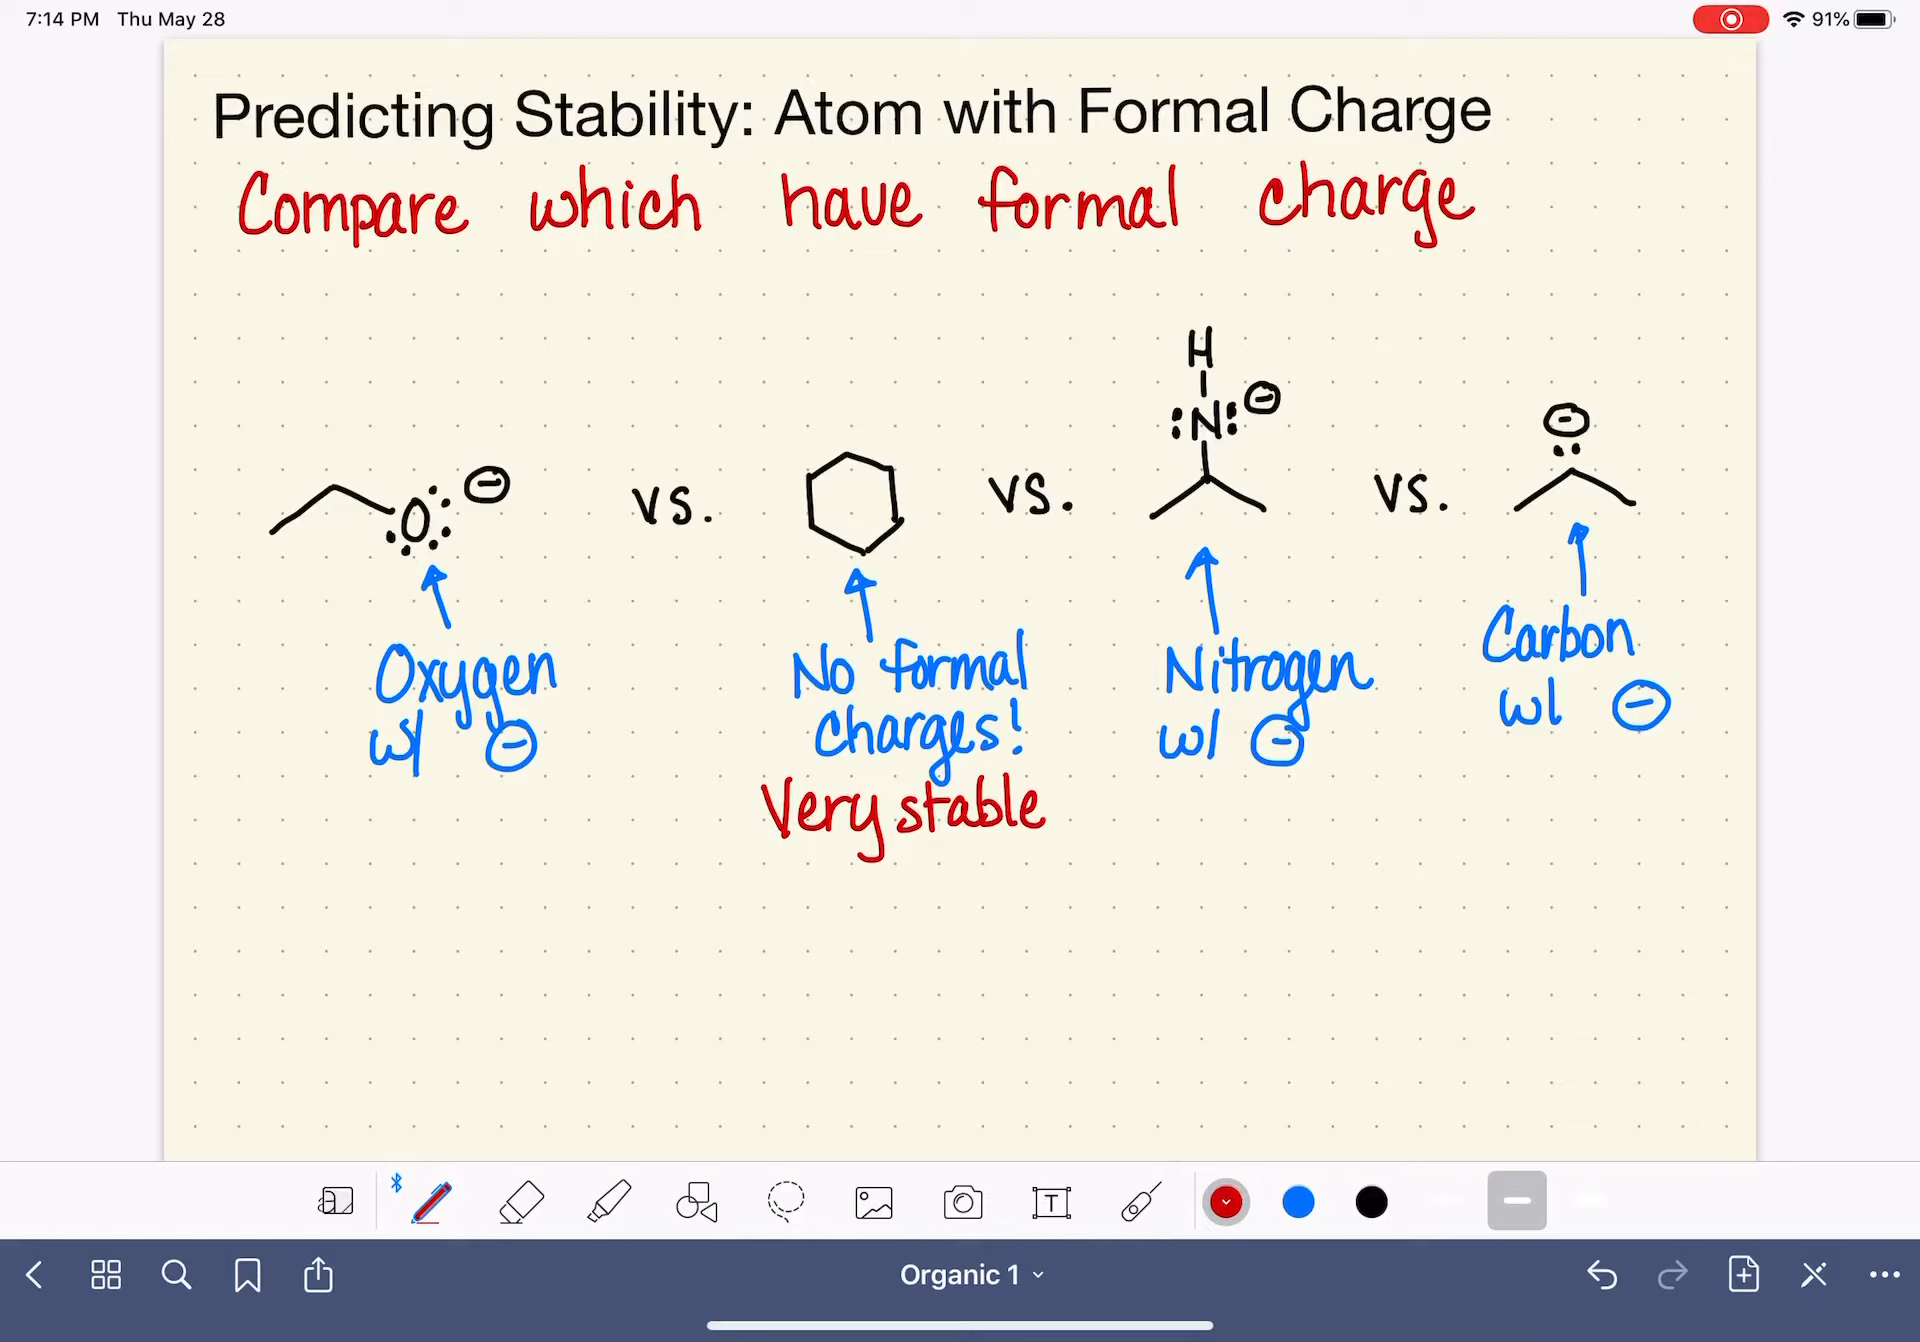 7:14 PM Thu May 28
91%
Predicting Stability: Atom with Formal Charge
Compare which have formal charge
O ⊖ vs. vs. H N ⊖ vs. ⊖
Oxygen w/ ⊖
No formal charges!
Very stable
Nitrogen w/ ⊖
Carbon w/ ⊖
a
T
Organic 1